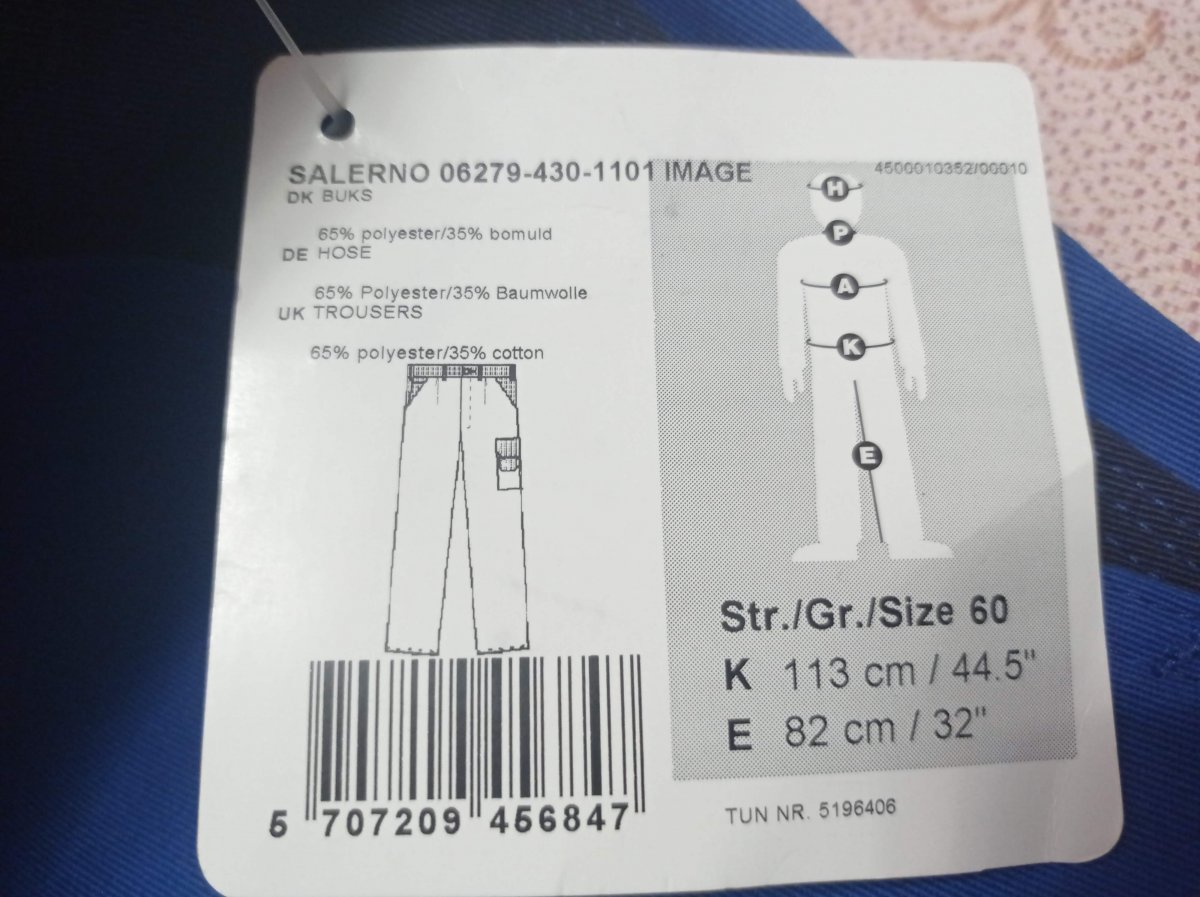 SALERNO 06279-430-1101 IMAGE
4500010352/00010
DK BUKS
65% polyester/35% bomuld
DE HOSE
65% Polyester/35% Baumwolle
UK TROUSERS
65% polyester/35% cotton
H
P
A
K
E
Str./Gr./Size 60
K 113 cm / 44.5"
E 82 cm / 32"
5 707209 456847
TUN NR. 5196406